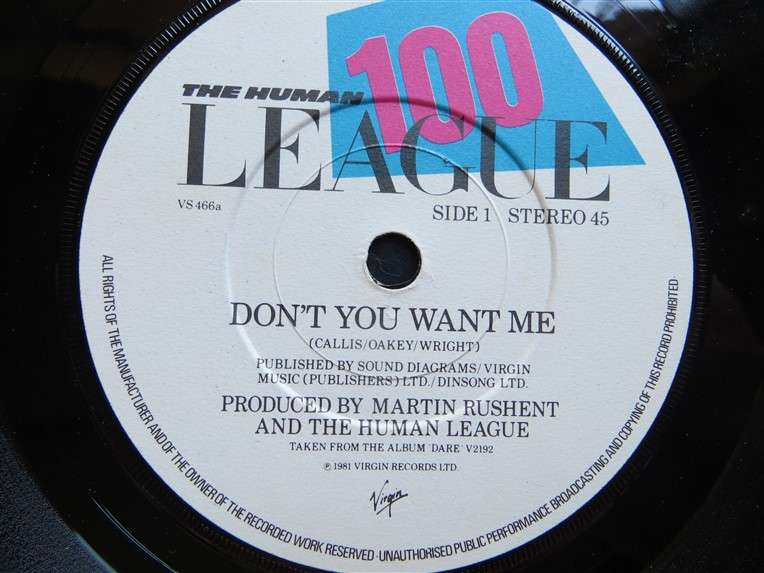 100
THE HUMAN
LEAGUE
VS 466a
SIDE 1 STEREO 45
DON'T YOU WANT ME
(CALLIS/OAKEY/WRIGHT)
PUBLISHED BY SOUND DIAGRAMS/VIRGIN
MUSIC (PUBLISHERS) LTD./DINSONG LTD.
PRODUCED BY MARTIN RUSHENT
AND THE HUMAN LEAGUE
TAKEN FROM THE ALBUM 'DARE' V2192
℗ 1981 VIRGIN RECORDS LTD.
Virgin
ALL RIGHTS OF THE MANUFACTURER AND OF THE OWNER OF THE RECORDED WORK RESERVED · UNAUTHORISED PUBLIC PERFORMANCE BROADCASTING AND COPYING OF THIS RECORD PROHIBITED ·